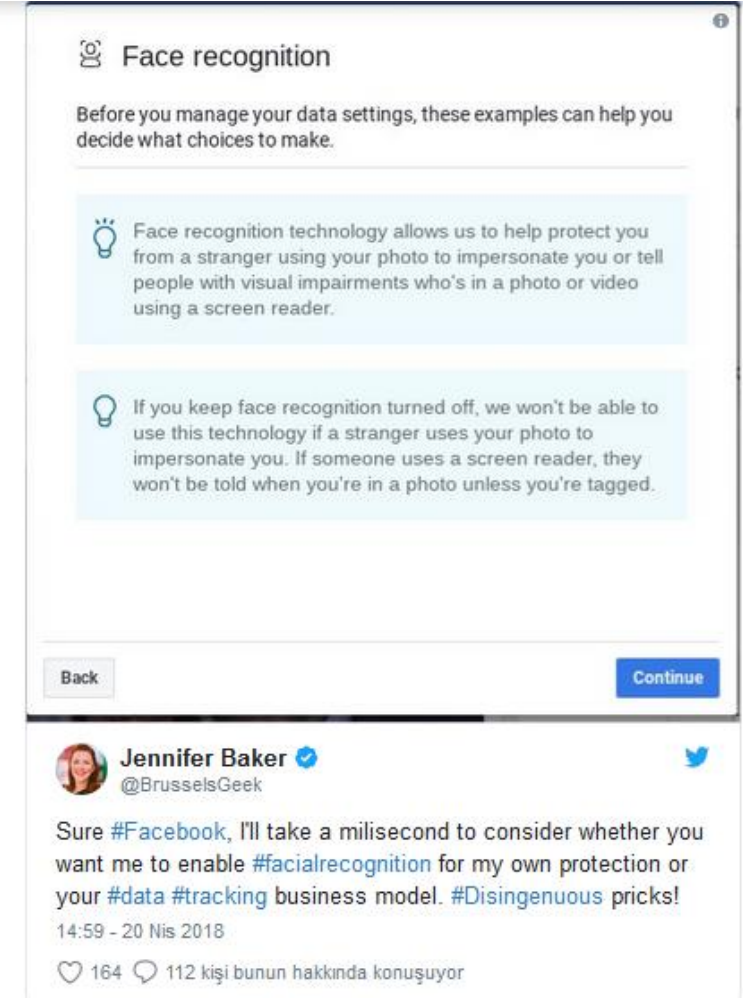 Face recognition
Before you manage your data settings, these examples can help you
decide what choices to make.
Face recognition technology allows us to help protect you
from a stranger using your photo to impersonate you or tell
people with visual impairments who's in a photo or video
using a screen reader.
If you keep face recognition turned off, we won't be able to
use this technology if a stranger uses your photo to
impersonate you. If someone uses a screen reader, they
won't be told when you're in a photo unless you're tagged.
Back
Continue
Jennifer Baker
@BrusselsGeek
Sure #Facebook, I'll take a milisecond to consider whether you
want me to enable #facialrecognition for my own protection or
your #data #tracking business model. #Disingenuous pricks!
14:59 - 20 Nis 2018
164 112 kişi bunun hakkında konuşuyor